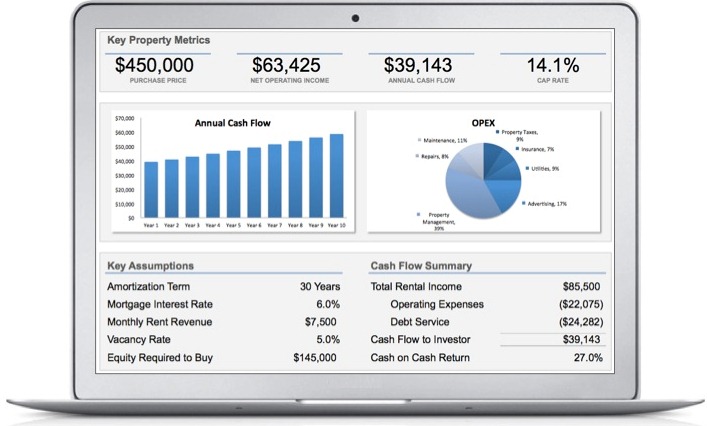 Key Property Metrics
$450,000 $63,425 $39,143 14.1%
PURCHASE PRICE NET OPERATING INCOME ANNUAL CASH FLOW CAP RATE
Annual Cash Flow
$70,000
$60,000
$50,000
$40,000
$30,000
$20,000
$10,000
$0
Year 1 Year 2 Year 3 Year 4 Year 5 Year 6 Year 7 Year 8 Year 9 Year 10
OPEX
Property Taxes, 9%
Insurance, 7%
Utilities, 9%
Advertising, 17%
Property Management, 39%
Repairs, 8%
Maintenance, 11%
Key Assumptions
Amortization Term 30 Years
Mortgage Interest Rate 6.0%
Monthly Rent Revenue $7,500
Vacancy Rate 5.0%
Equity Required to Buy $145,000
Cash Flow Summary
Total Rental Income $85,500
Operating Expenses ($22,075)
Debt Service ($24,282)
Cash Flow to Investor $39,143
Cash on Cash Return 27.0%